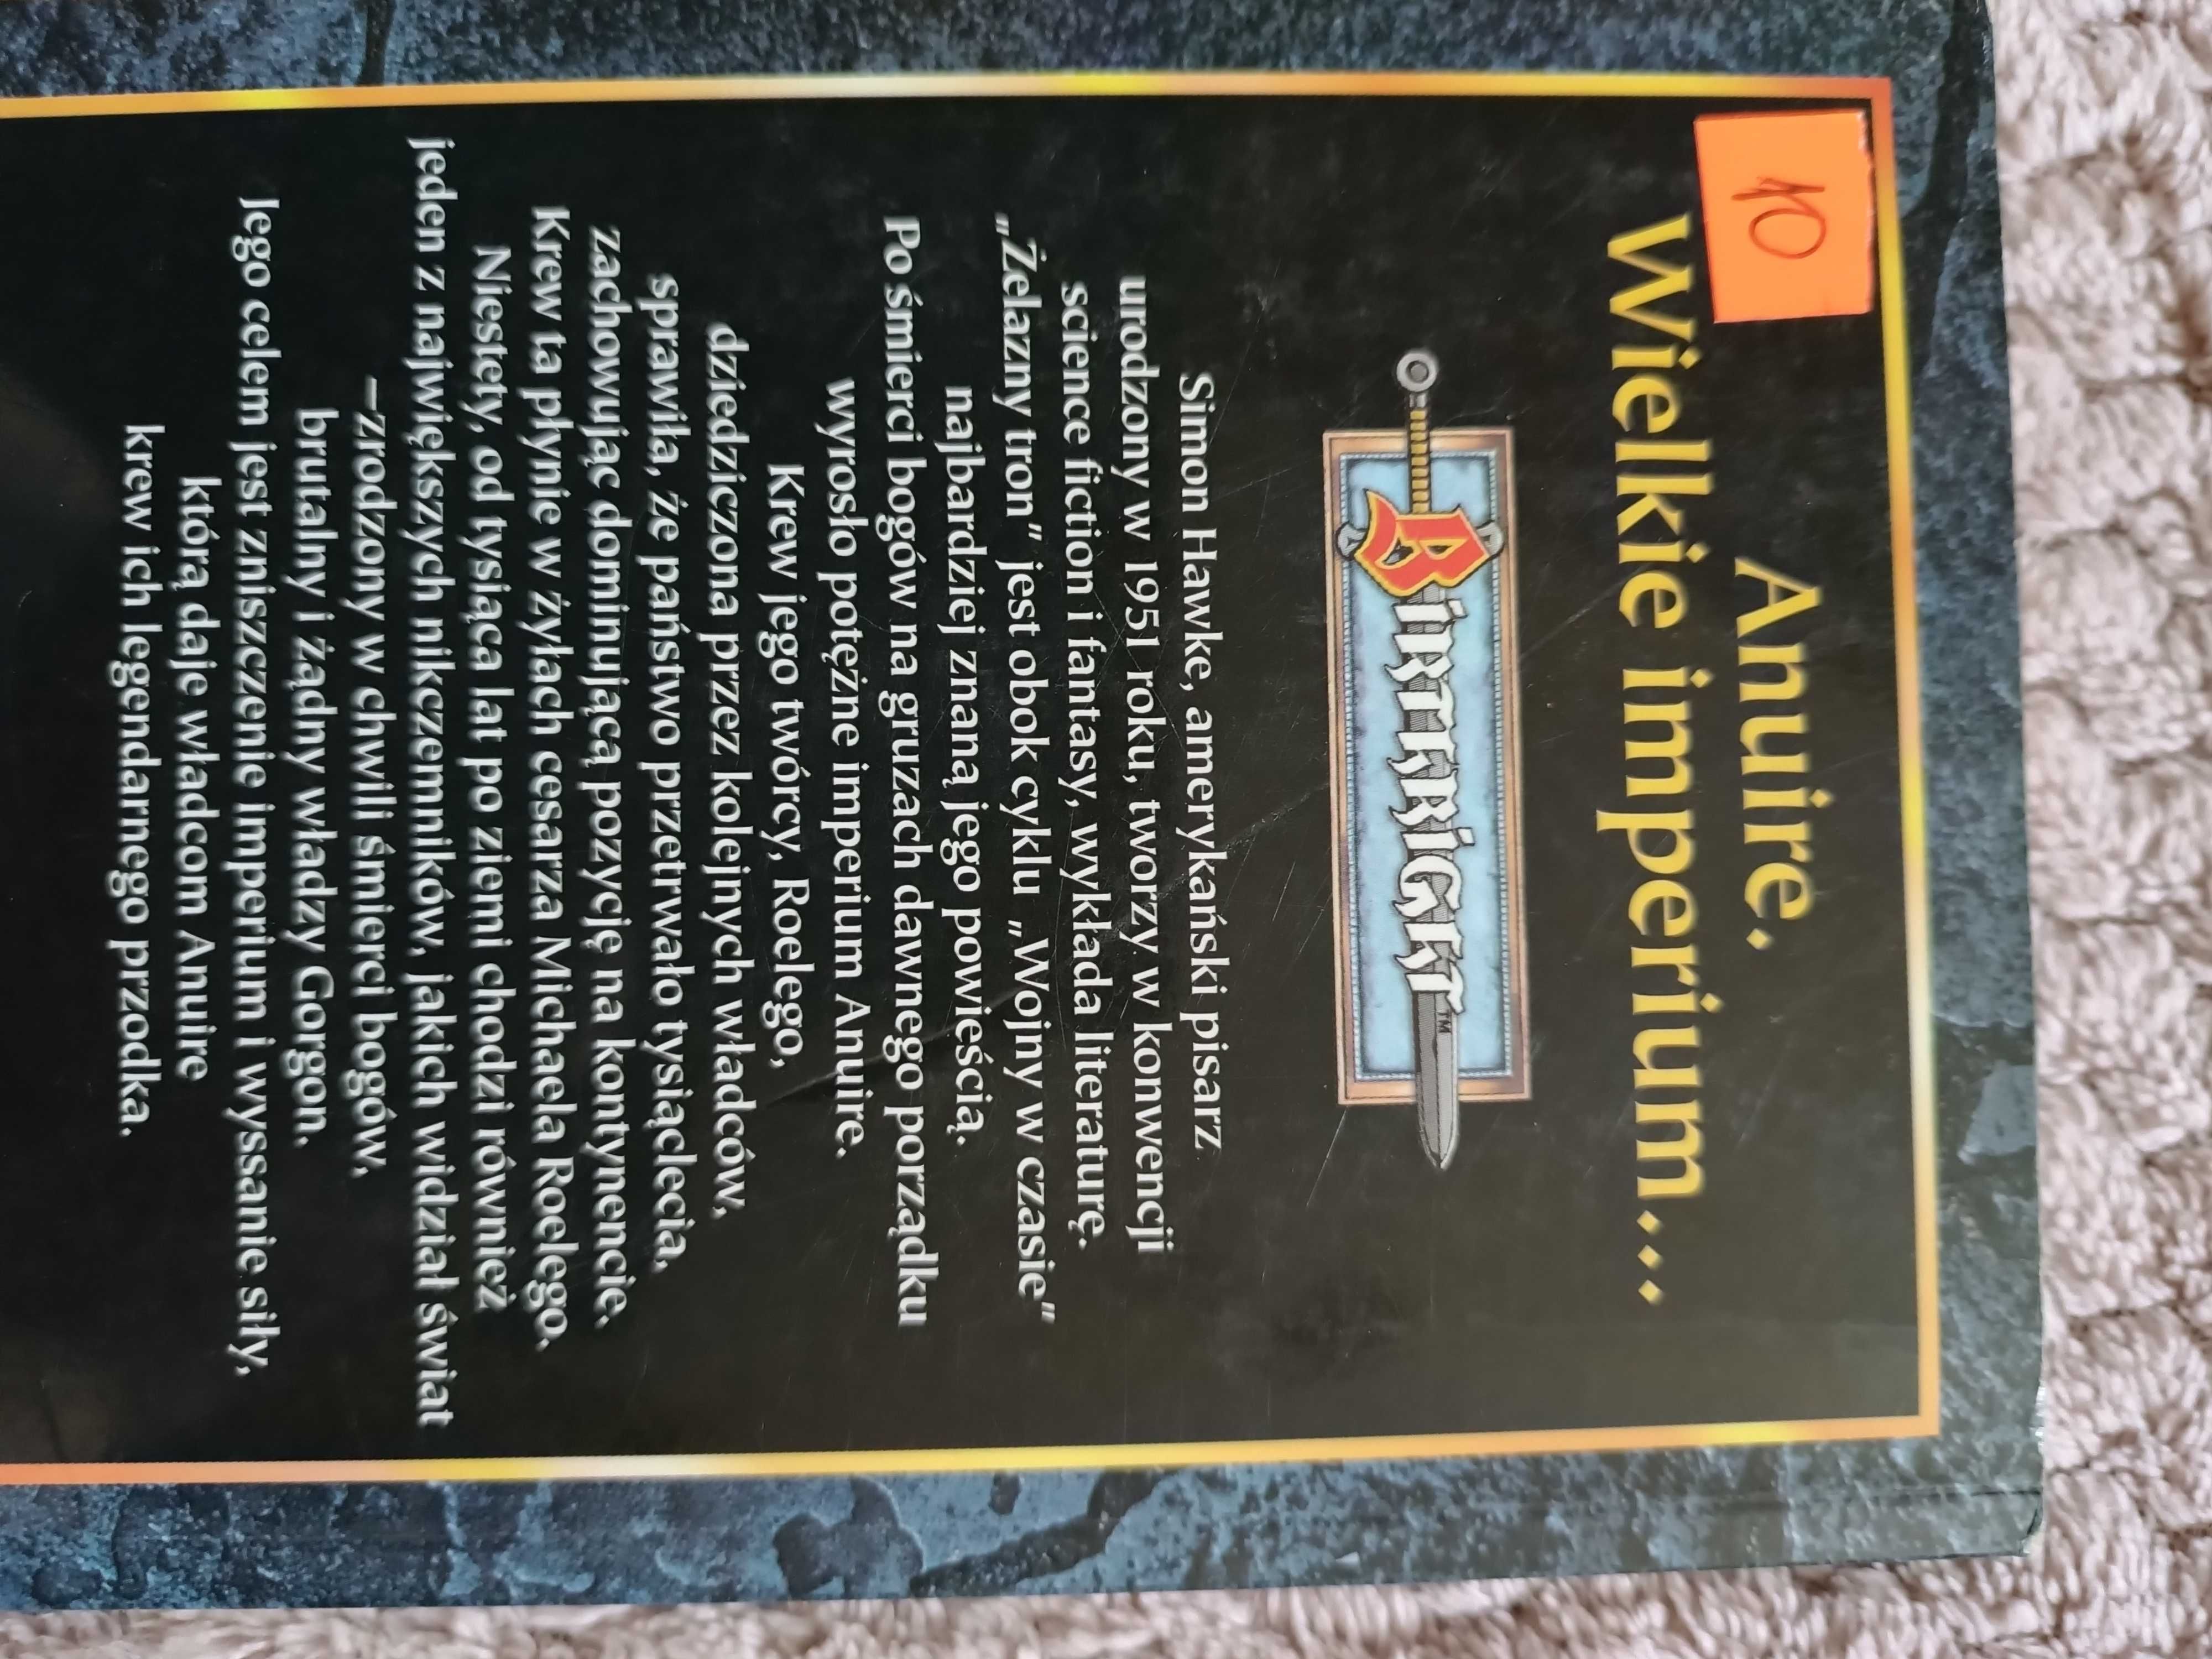 10
Anuire.
Wielkie imperium...
BIRTHRIGHT™
Simon Hawke, amerykański pisarz
urodzony w 1951 roku, tworzy w konwencji
science fiction i fantasy, wykłada literaturę.
„Żelazny tron" jest obok cyklu „Wojny w czasie"
najbardziej znaną jego powieścią.
Po śmierci bogów na gruzach dawnego porządku
wyrosło potężne imperium Anuire.
Krew jego twórcy, Roelego,
dziedziczona przez kolejnych władców,
sprawiła, że państwo przetrwało tysiąclecia,
zachowując dominującą pozycję na kontynencie.
Krew ta płynie w żyłach cesarza Michaela Roelego.
Niestety, od tysiąca lat po ziemi chodzi również
jeden z największych nikczemników, jakich widział świat
–zrodzony w chwili śmierci bogów,
brutalny i żądny władzy Gorgon.
Jego celem jest zniszczenie imperium i wyssanie siły,
którą daje władcom Anuire
krew ich legendarnego przodka.